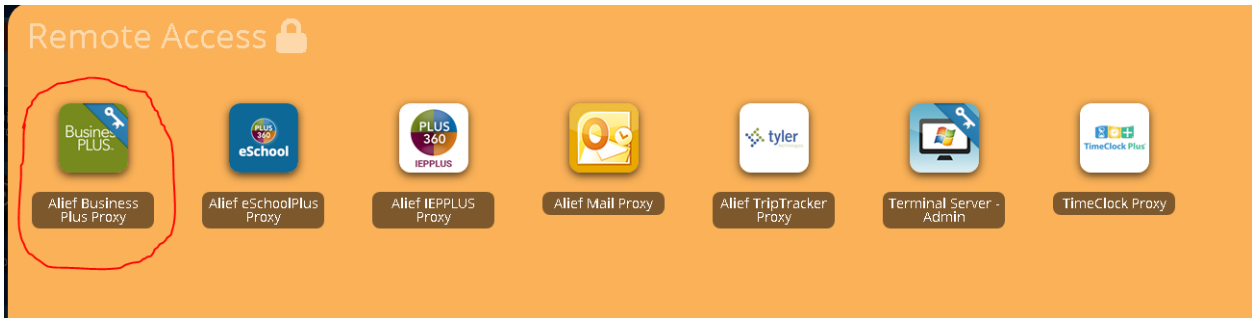 Remote Access
Busines
PLUS
PLUS
360
eSchool
PLUS
360
IEPPLUS
tyler
TimeClock Plus
Alief Business
Plus Proxy
Alief eSchoolPlus
Proxy
Alief IEPPLUS
Proxy
Alief Mail Proxy
Alief TripTracker
Proxy
Terminal Server -
Admin
TimeClock Proxy